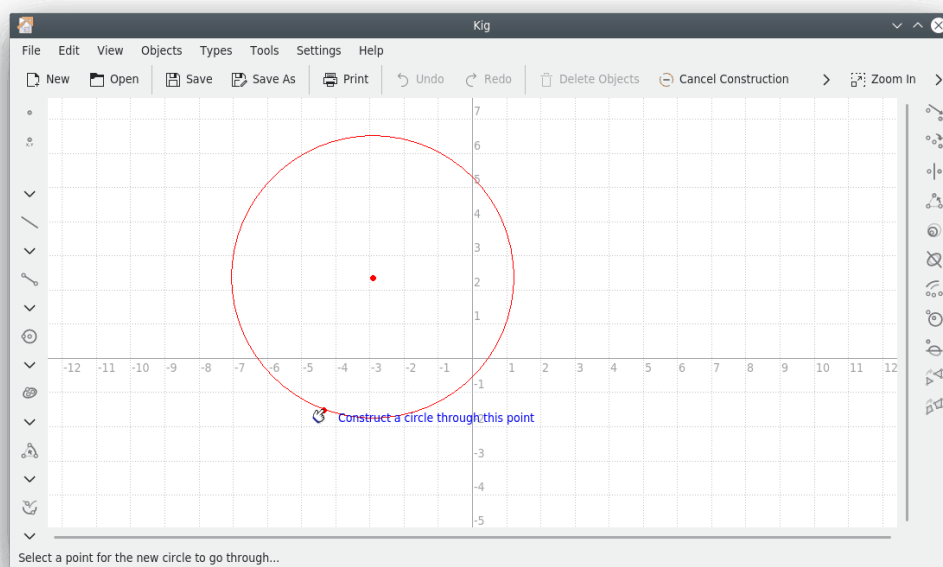 Kig
File Edit View Objects Types Tools Settings Help
New Open Save Save As Print Undo Redo Delete Objects Cancel Construction Zoom In
7
6
5
4
3
2
1
-12 -11 -10 -9 -8 -7 -6 -5 -4 -3 -2 -1 1 2 3 4 5 6 7 8 9 10 11 12
-1
Construct a circle through this point
-2
-3
-4
-5
Select a point for the new circle to go through...